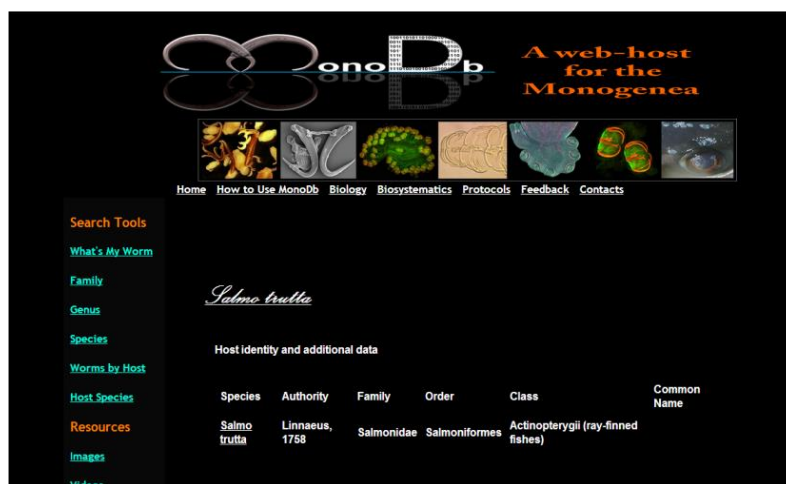 MonoDb
A web-host
for the
Monogenea
Home How to Use MonoDb Biology Biosystematics Protocols Feedback Contacts
Search Tools
What's My Worm
Family
Genus
Species
Worms by Host
Host Species
Resources
Images
Videos
Salmo trutta
Host identity and additional data
Species Authority Family Order Class Common
Name
Salmo
trutta Linnaeus,
1758 Salmonidae Salmoniformes Actinopterygii (ray-finned
fishes)